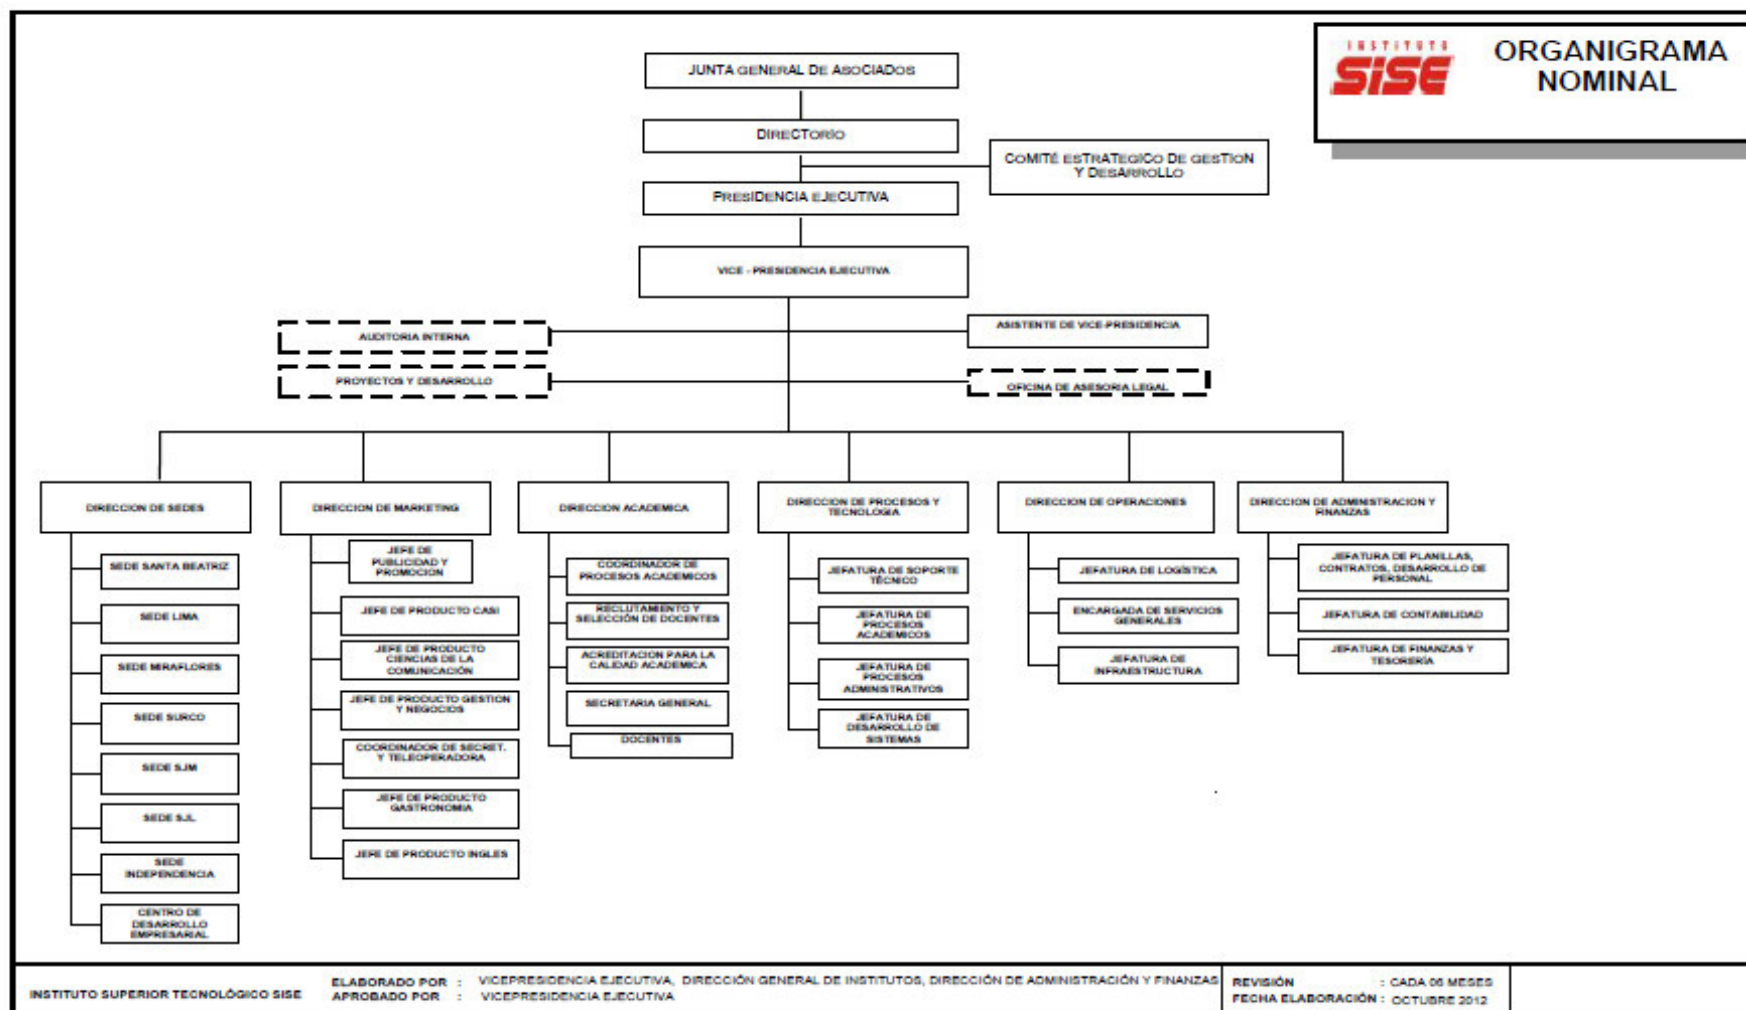 INSTITUTO
SISE
ORGANIGRAMA
NOMINAL
JUNTA GENERAL DE ASOCIADOS
DIRECTORIO
COMITÉ ESTRATEGICO DE GESTION
Y DESARROLLO
PRESIDENCIA EJECUTIVA
VICE - PRESIDENCIA EJECUTIVA
AUDITORIA INTERNA
ASISTENTE DE VICE-PRESIDENCIA
PROYECTOS Y DESARROLLO
OFICINA DE ASESORIA LEGAL
DIRECCION DE SEDES
SEDE SANTA BEATRIZ
SEDE LIMA
SEDE MIRAFLORES
SEDE SURCO
SEDE SJM
SEDE SJL
SEDE
INDEPENDENCIA
CENTRO DE
DESARROLLO
EMPRESARIAL
DIRECCION DE MARKETING
JEFE DE
PUBLICIDAD Y
PROMOCION
JEFE DE PRODUCTO CASI
JEFE DE PRODUCTO
CIENCIAS DE LA
COMUNICACIÓN
JEFE DE PRODUCTO GESTION
Y NEGOCIOS
COORDINADOR DE SECRET.
Y TELEOPERADORA
JEFE DE PRODUCTO
GASTRONOMIA
JEFE DE PRODUCTO INGLES
DIRECCION ACADEMICA
COORDINADOR DE
PROCESOS ACADEMICOS
RECLUTAMIENTO Y
SELECCIÓN DE DOCENTES
ACREDITACION PARA LA
CALIDAD ACADEMICA
SECRETARIA GENERAL
DOCENTES
DIRECCION DE PROCESOS Y
TECNOLOGIA
JEFATURA DE SOPORTE
TÉCNICO
JEFATURA DE
PROCESOS
ACADEMICOS
JEFATURA DE
PROCESOS
ADMINISTRATIVOS
JEFATURA DE
DESARROLLO DE
SISTEMAS
DIRECCION DE OPERACIONES
JEFATURA DE LOGÍSTICA
ENCARGADA DE SERVICIOS
GENERALES
JEFATURA DE
INFRAESTRUCTURA
DIRECCION DE ADMINISTRACION Y
FINANZAS
JEFATURA DE PLANILLAS,
CONTRATOS, DESARROLLO DE
PERSONAL
JEFATURA DE CONTABILIDAD
JEFATURA DE FINANZAS Y
TESORERÍA
INSTITUTO SUPERIOR TECNOLÓGICO SISE
ELABORADO POR : VICEPRESIDENCIA EJECUTIVA, DIRECCIÓN GENERAL DE INSTITUTOS, DIRECCIÓN DE ADMINISTRACIÓN Y FINANZAS
APROBADO POR : VICEPRESIDENCIA EJECUTIVA
REVISIÓN : CADA 06 MESES
FECHA ELABORACIÓN : OCTUBRE 2012